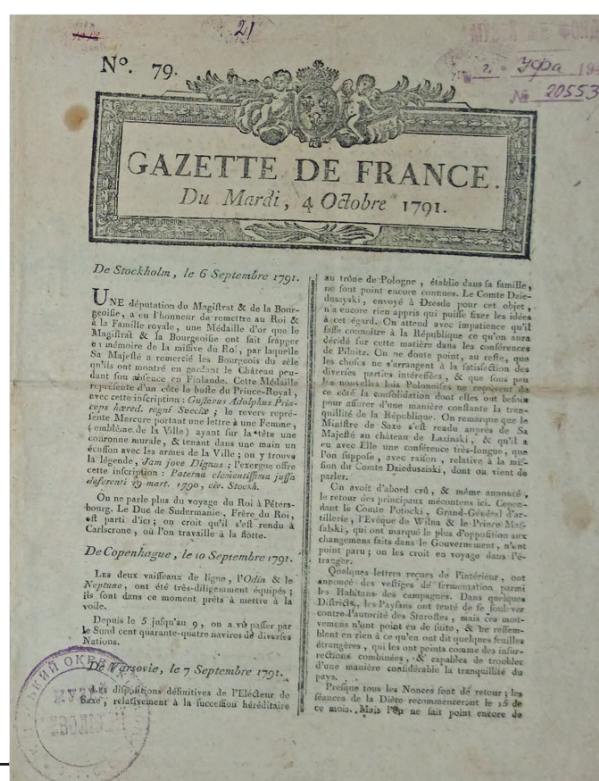 21
г. Уфа 194
№ 20553
N°. 79.
GAZETTE DE FRANCE.
Du Mardi, 4 Octobre 1791.
De Stockholm, le 6 Septembre 1791.
UNE députation du Magistrat & de la Bour-
geoisie, a eu l'honneur de remettre au Roi &
à la Famille royale, une Médaille d'or que le
Magistrat & la Bourgeoisie ont fait frapper
en mémoire de la missive du Roi, par laquelle
Sa Majesté a remercié les Bourgeois du zèle
qu'ils ont montré en gardant le Château pen-
dant son absence en Finlande. Cette Médaille
représente d'un côté le buste du Prince-Royal,
avec cette inscription : Gustavus Adolphus Prin-
ceps hæred. regni Sueciæ ; le revers repré-
sente Mercure portant une lettre à une Femme,
( emblême de la Ville ) ayant sur la tête une
couronne murale, & tenant dans une main un
écusson avec les armes de la Ville ; on y trouve
la légende, Jam jove Dignus ; l'exergue offre
cette inscription : Paterna clementissima jussa
deferenti 29 mart. 1790, civ. Stockh.
On ne parle plus du voyage du Roi à Péters-
bourg. Le Duc de Sudermanie, Frère du Roi,
est parti d'ici ; on croit qu'il s'est rendu à
Carlscrone, où l'on travaille à la flotte.
De Copenhague, le 10 Septembre 1791.
Les deux vaisseaux de ligne, l'Odin & le
Neptune, ont été très-diligemment équipés ;
ils sont dans ce moment prêts à mettre à la
voile.
Depuis le 5 jusqu'au 9, on a vû passer par
le Sund cent quarante-quatre navires de diverses
Nations.
De Varsovie, le 7 Septembre 1791.
Les dispositions définitives de l'Electeur de
Saxe, relativement à la succession héréditaire
au trône de Pologne, établie dans sa famille,
ne sont point encore connues. Le Comte Dzie-
duszyski, envoyé à Dresde pour cet objet,
n'a encore rien appris qui puisse fixer les idées
à cet égard. On attend avec impatience qu'il
fasse connoître à la République ce qu'on aura
décidé sur cette matière dans les conférences
de Pilnitz. On ne doute point, au reste, que
les choses ne s'arrangent à la satisfaction des
diverses parties intéressées, & que sous peu
les nouvelles loix Polonoises ne reçoivent de
ce côté la consolidation dont elles ont besoin
pour assurer d'une manière constante la tran-
quillité de la République. On remarque que le
Ministre de Saxe s'est rendu auprès de Sa
Majesté au château de Lazinski, & qu'il a
eu avec Elle une conférence très-longue, que
l'on suppose, avec raison, relative à la mis-
sion du Comte Dzieduszyski, dont on vient de
parler.
On avoit d'abord crû, & même annoncé,
le retour des principaux mécontens ici. Cepen-
dant le Comte Potocki, Grand-Général d'ar-
tillerie, l'Evêque de Wilna & le Prince Mas-
salski, qui ont marqué le plus d'opposition aux
changemens faits dans le Gouvernement, n'ont
point paru ; on les croit en voyage dans l'é-
tranger.
Quelques lettres reçues de l'intérieur, ont
annoncé des vestiges de fermentation parmi
les Habitans des campagnes. Dans quelques
Districts, les Paysans ont tenté de se soulever
contre l'autorité des Starostes, mais ces mou-
vemens n'ont point eu de suite, & ne ressem-
blent en rien à ce qu'en ont dit quelques feuilles
étrangères, qui les ont peints comme des insur-
rections combinées, & capables de troubler
d'une manière considérable la tranquillité du
pays.
Presque tous les Nonces sont de retour ; les
séances de la Diète recommenceront le 15 de
ce mois. Mais l'on ne sait point encore de